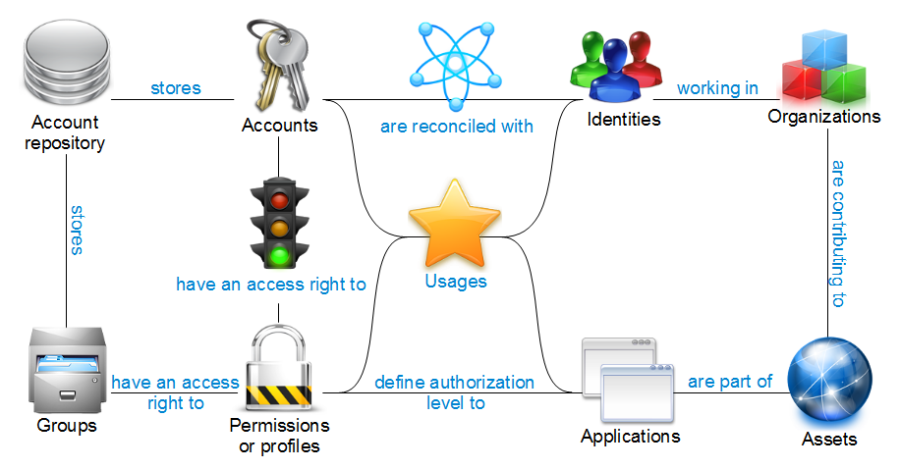 stores
working in
Account
repository
Accounts
are reconciled with
Identities
Organizations
stores
are contributing to
have an access right to
Usages
have an access
right to
define authorization
level to
are part of
Groups
Permissions
or profiles
Applications
Assets